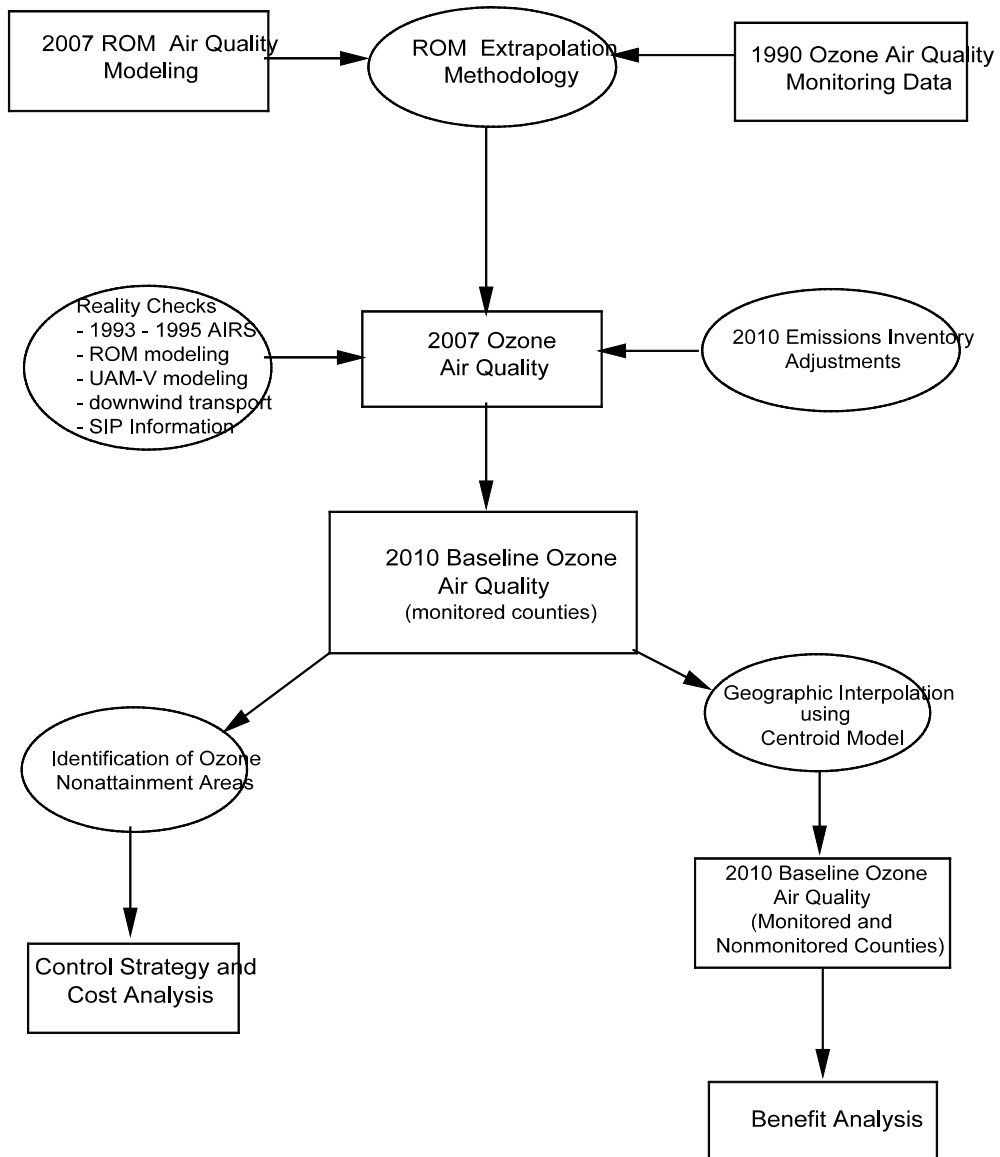 2007 ROM Air Quality
Modeling
ROM Extrapolation
Methodology
1990 Ozone Air Quality
Monitoring Data
Reality Checks
- 1993 - 1995 AIRS
- ROM modeling
- UAM-V modeling
- downwind transport
- SIP Information
2007 Ozone
Air Quality
2010 Emissions Inventory
Adjustments
2010 Baseline Ozone
Air Quality
(monitored counties)
Identification of Ozone
Nonattainment Areas
Geographic Interpolation
using
Centroid Model
Control Strategy and
Cost Analysis
2010 Baseline Ozone
Air Quality
(Monitored and
Nonmonitored Counties)
Benefit Analysis